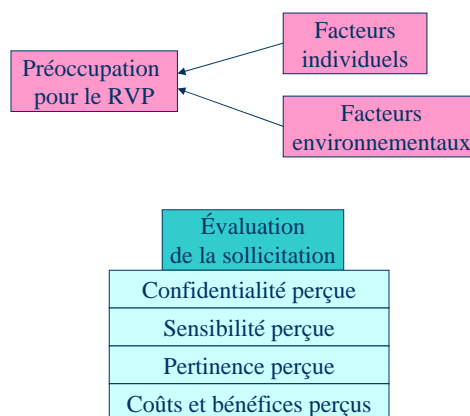 Facteurs
individuels
Préoccupation
pour le RVP
Facteurs
environnementaux
Évaluation
de la sollicitation
Confidentialité perçue
Sensibilité perçue
Pertinence perçue
Coûts et bénéfices perçus